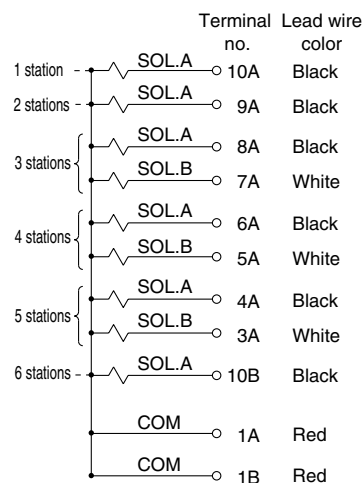 Terminal no. Lead wire color
1 station SOL.A 10A Black
2 stations SOL.A 9A Black
SOL.A 8A Black
3 stations
SOL.B 7A White
SOL.A 6A Black
4 stations
SOL.B 5A White
SOL.A 4A Black
5 stations
SOL.B 3A White
6 stations SOL.A 10B Black
COM 1A Red
COM 1B Red